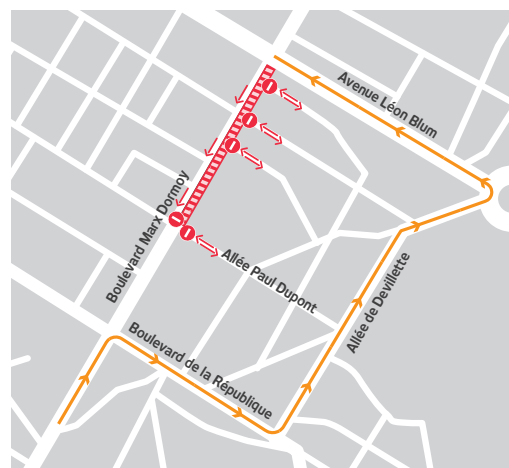 Avenue Léon Blum
Boulevard Marx Dormoy
Allée Paul Dupont
Allée de Devillette
Boulevard de la République